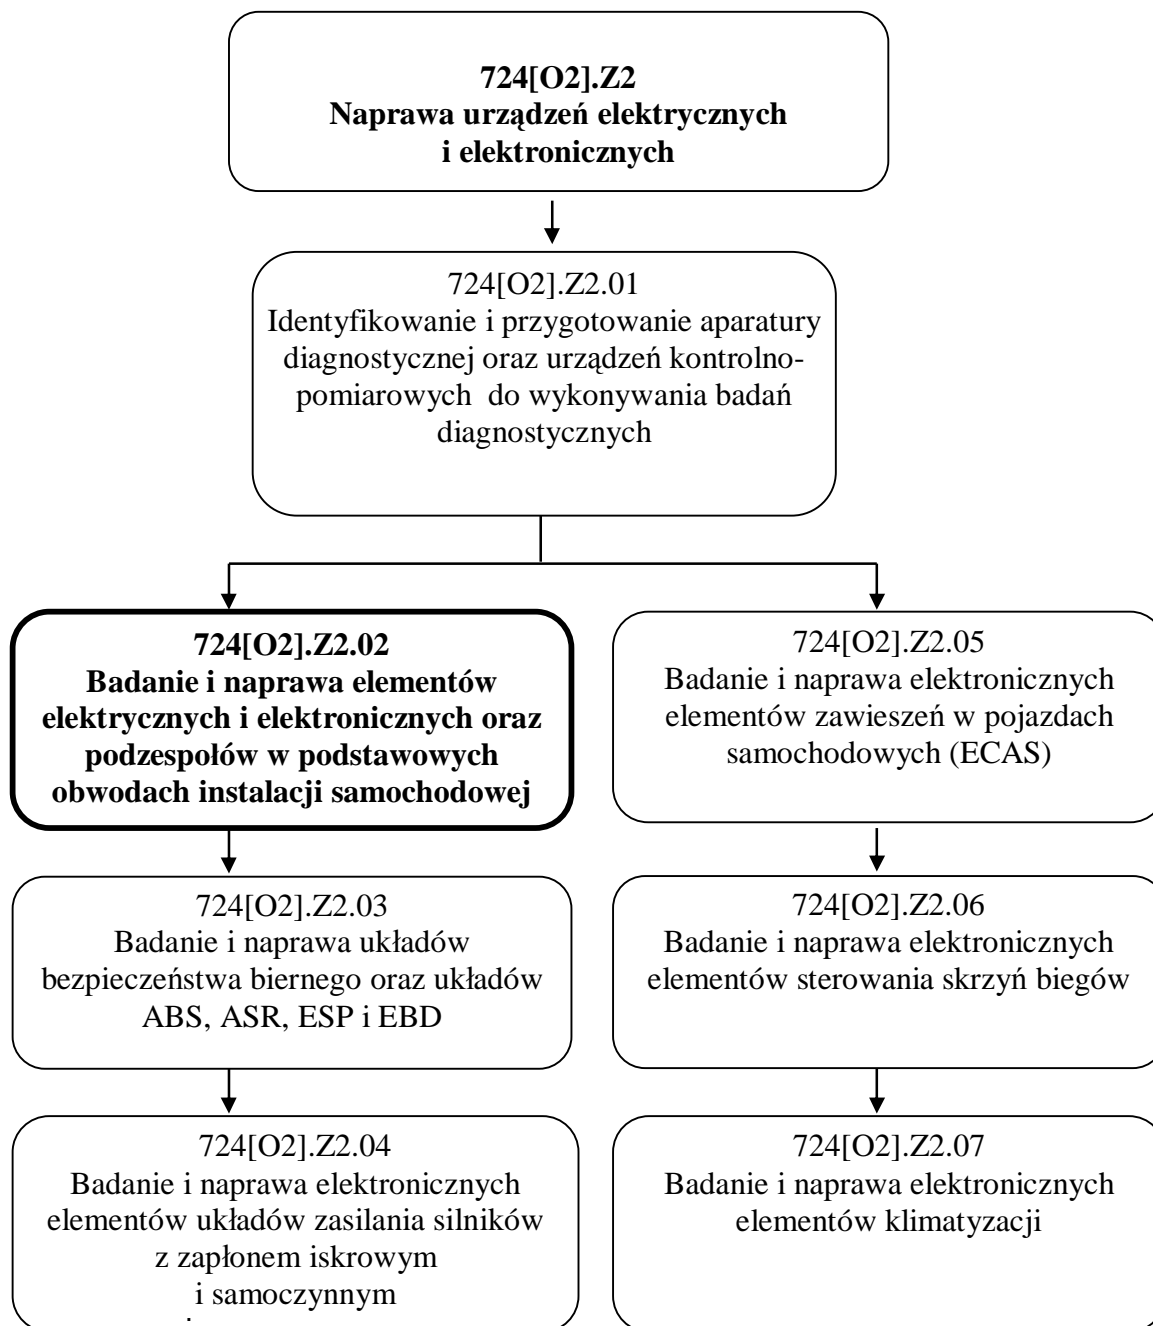 724[O2].Z2
Naprawa urządzeń elektrycznych
i elektronicznych
724[O2].Z2.01
Identyfikowanie i przygotowanie aparatury
diagnostycznej oraz urządzeń kontrolno-
pomiarowych do wykonywania badań
diagnostycznych
724[O2].Z2.02
Badanie i naprawa elementów
elektrycznych i elektronicznych oraz
podzespołów w podstawowych
obwodach instalacji samochodowej
724[O2].Z2.05
Badanie i naprawa elektronicznych
elementów zawieszeń w pojazdach
samochodowych (ECAS)
724[O2].Z2.03
Badanie i naprawa układów
bezpieczeństwa biernego oraz układów
ABS, ASR, ESP i EBD
724[O2].Z2.06
Badanie i naprawa elektronicznych
elementów sterowania skrzyń biegów
724[O2].Z2.04
Badanie i naprawa elektronicznych
elementów układów zasilania silników
z zapłonem iskrowym
i samoczynnym
724[O2].Z2.07
Badanie i naprawa elektronicznych
elementów klimatyzacji